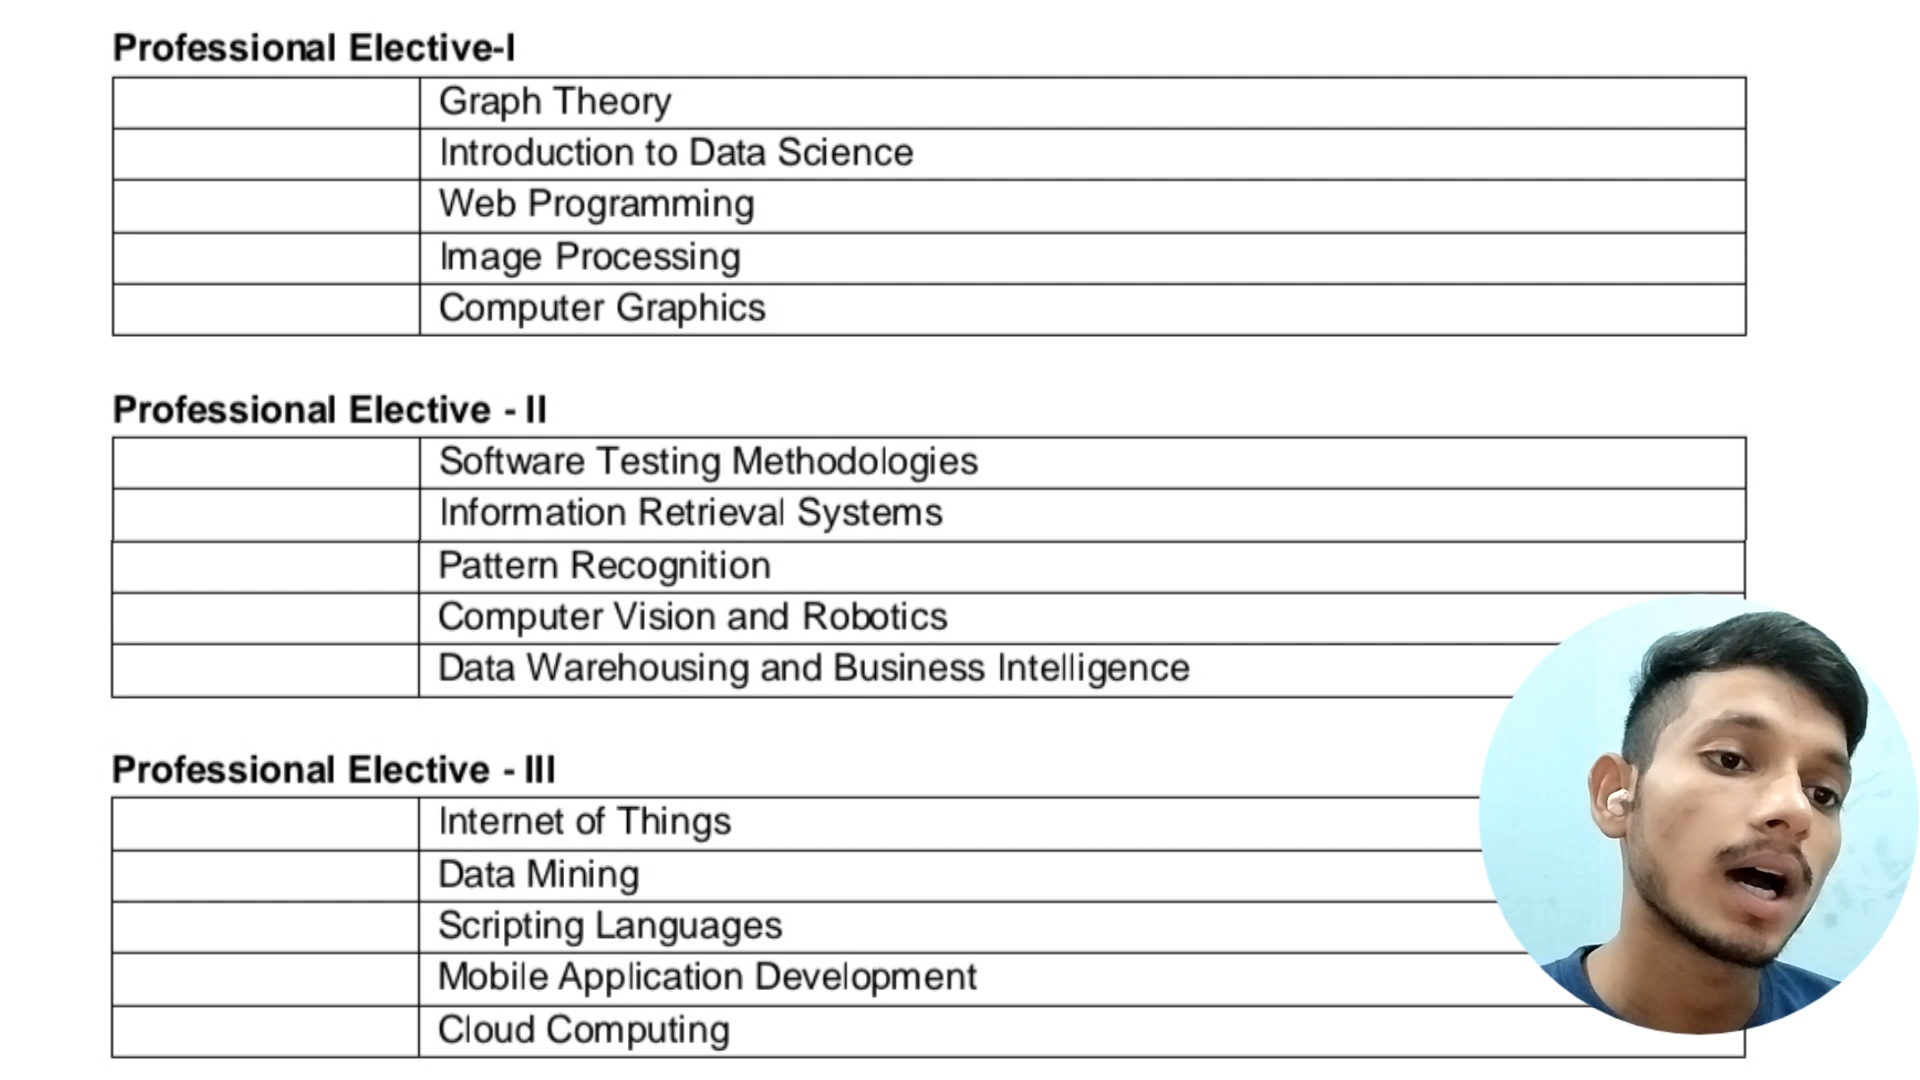 Professional Elective-I
Graph Theory
Introduction to Data Science
Web Programming
Image Processing
Computer Graphics
Professional Elective - II
Software Testing Methodologies
Information Retrieval Systems
Pattern Recognition
Computer Vision and Robotics
Data Warehousing and Business Intelligence
Professional Elective - III
Internet of Things
Data Mining
Scripting Languages
Mobile Application Development
Cloud Computing